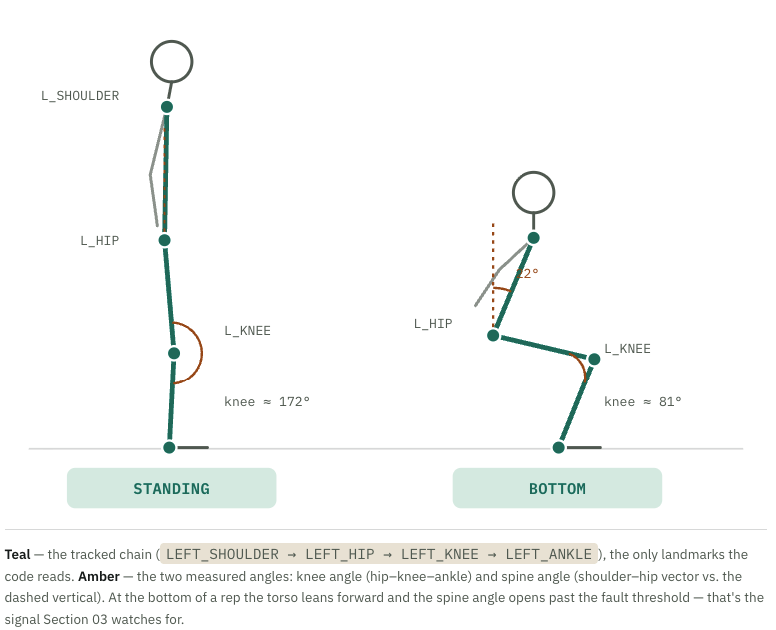 L_SHOULDER
L_HIP
L_KNEE
knee ≈ 172°
22°
L_HIP
L_KNEE
knee ≈ 81°
STANDING
BOTTOM
Teal — the tracked chain ( LEFT_SHOULDER → LEFT_HIP → LEFT_KNEE → LEFT_ANKLE ), the only landmarks the
code reads. Amber — the two measured angles: knee angle (hip–knee–ankle) and spine angle (shoulder–hip vector vs. the
dashed vertical). At the bottom of a rep the torso leans forward and the spine angle opens past the fault threshold — that's the
signal Section 03 watches for.